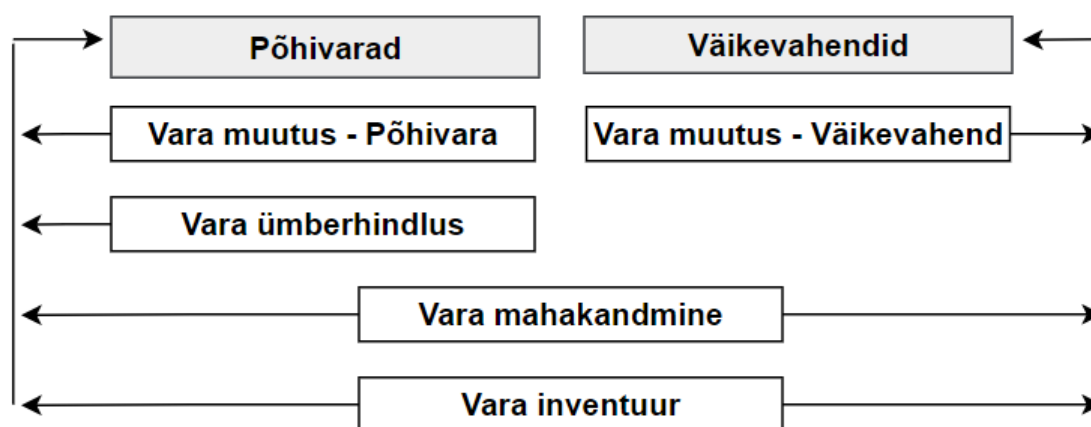 Põhivarad
Väikevahendid
Vara muutus - Põhivara
Vara muutus - Väikevahend
Vara ümberhindlus
Vara mahakandmine
Vara inventuur